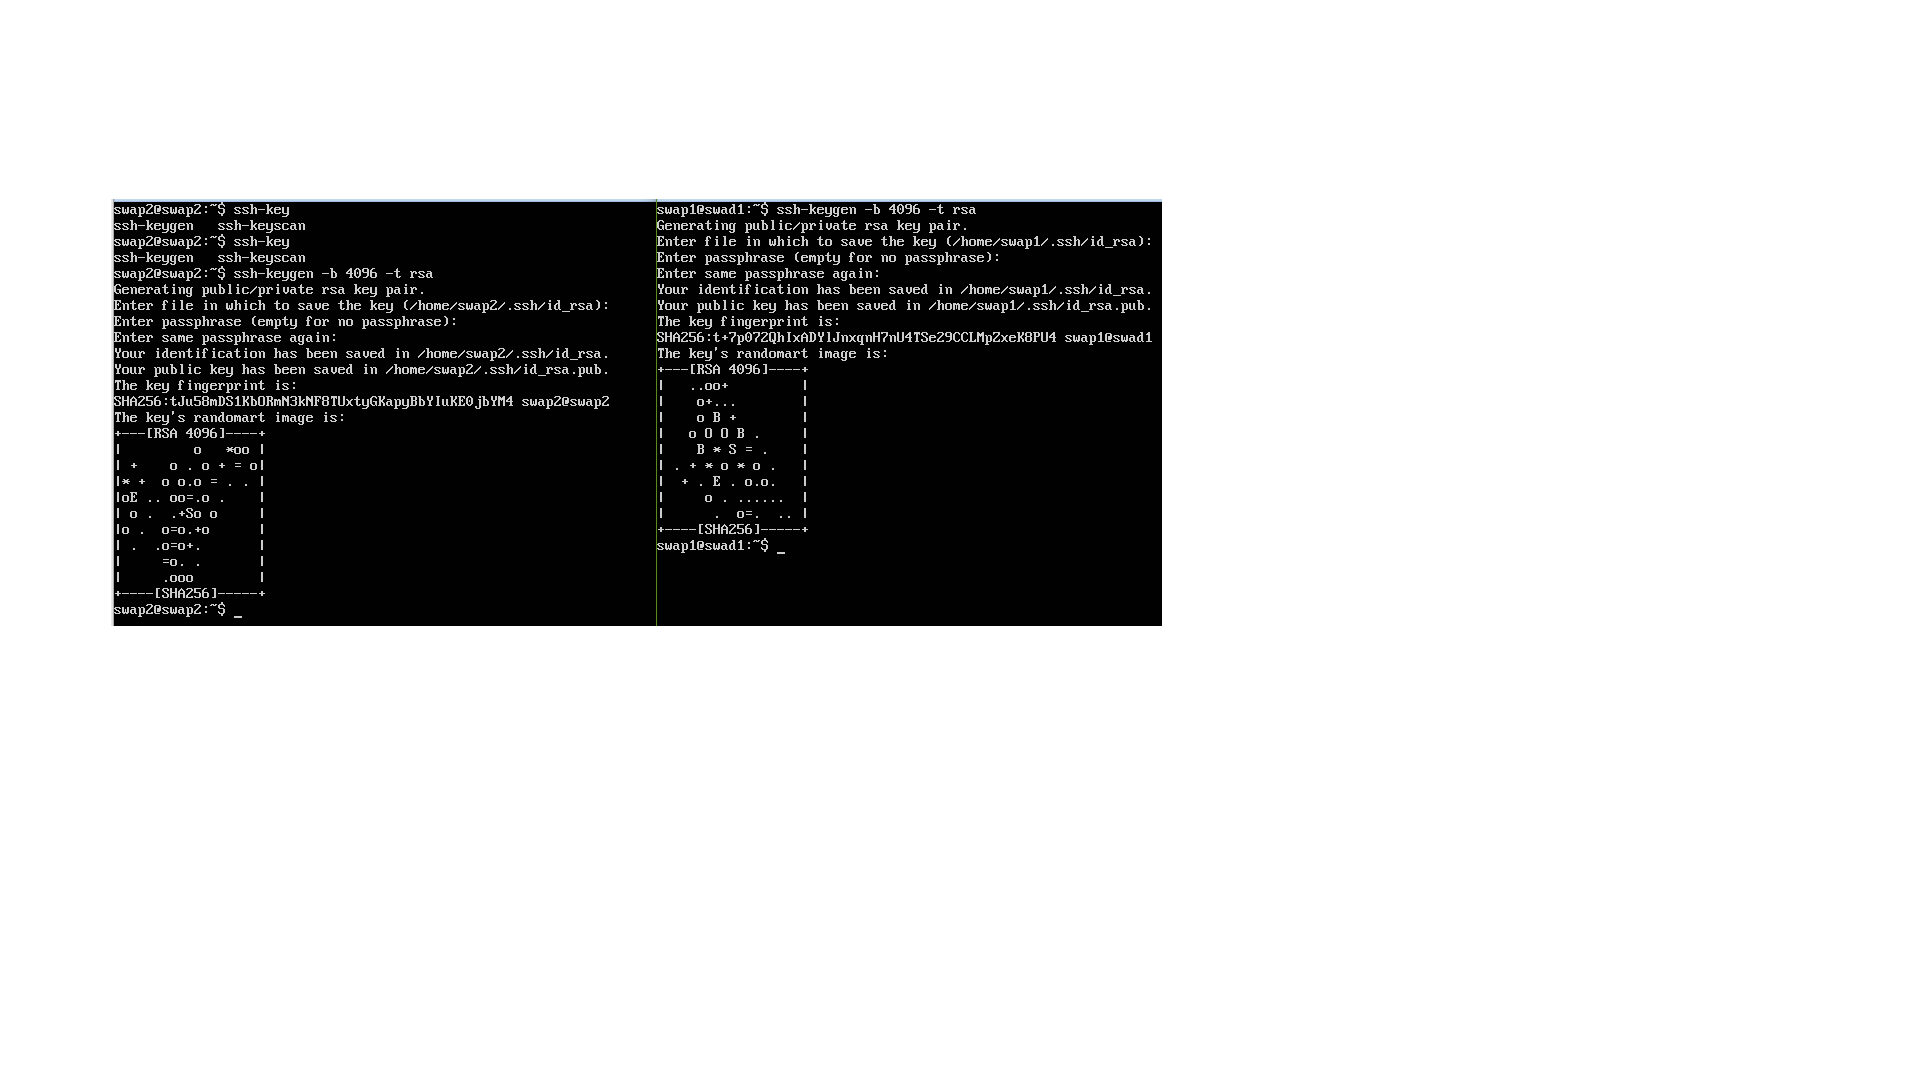 swap2@swap2:~$ ssh-key
ssh-keygen   ssh-keyscan
swap2@swap2:~$ ssh-key
ssh-keygen   ssh-keyscan
swap2@swap2:~$ ssh-keygen -b 4096 -t rsa
Generating public/private rsa key pair.
Enter file in which to save the key (/home/swap2/.ssh/id_rsa):
Enter passphrase (empty for no passphrase):
Enter same passphrase again:
Your identification has been saved in /home/swap2/.ssh/id_rsa.
Your public key has been saved in /home/swap2/.ssh/id_rsa.pub.
The key fingerprint is:
SHA256:tJu58mDS1KbORmN3kNF8TUxtyGKapyBbYIuKE0jbYM4 swap2@swap2
The key's randomart image is:
+---[RSA 4096]----+
|         o   *oo |
| +    o . o + = o|
|* +  o o.o = . . |
|oE .. oo=.o .    |
| o .  .+So o     |
|o .  o=o.+o      |
| .  .o=o+.       |
|     =o. .       |
|     .ooo        |
+----[SHA256]-----+
swap2@swap2:~$ _
swap1@swad1:~$ ssh-keygen -b 4096 -t rsa
Generating public/private rsa key pair.
Enter file in which to save the key (/home/swap1/.ssh/id_rsa):
Enter passphrase (empty for no passphrase):
Enter same passphrase again:
Your identification has been saved in /home/swap1/.ssh/id_rsa.
Your public key has been saved in /home/swap1/.ssh/id_rsa.pub.
The key fingerprint is:
SHA256:t+7p072QhIxADYlJnxqnH7nU4TSe29CCLMpZxeK8PU4 swap1@swad1
The key's randomart image is:
+---[RSA 4096]----+
|   ..oo+         |
|    o+...        |
|    o B +        |
|   o O O B .     |
|    B * S = .    |
| . + * o * o .   |
|  + . E . o.o.   |
|     o . ......  |
|      .  o=.  .. |
+----[SHA256]-----+
swap1@swad1:~$ _